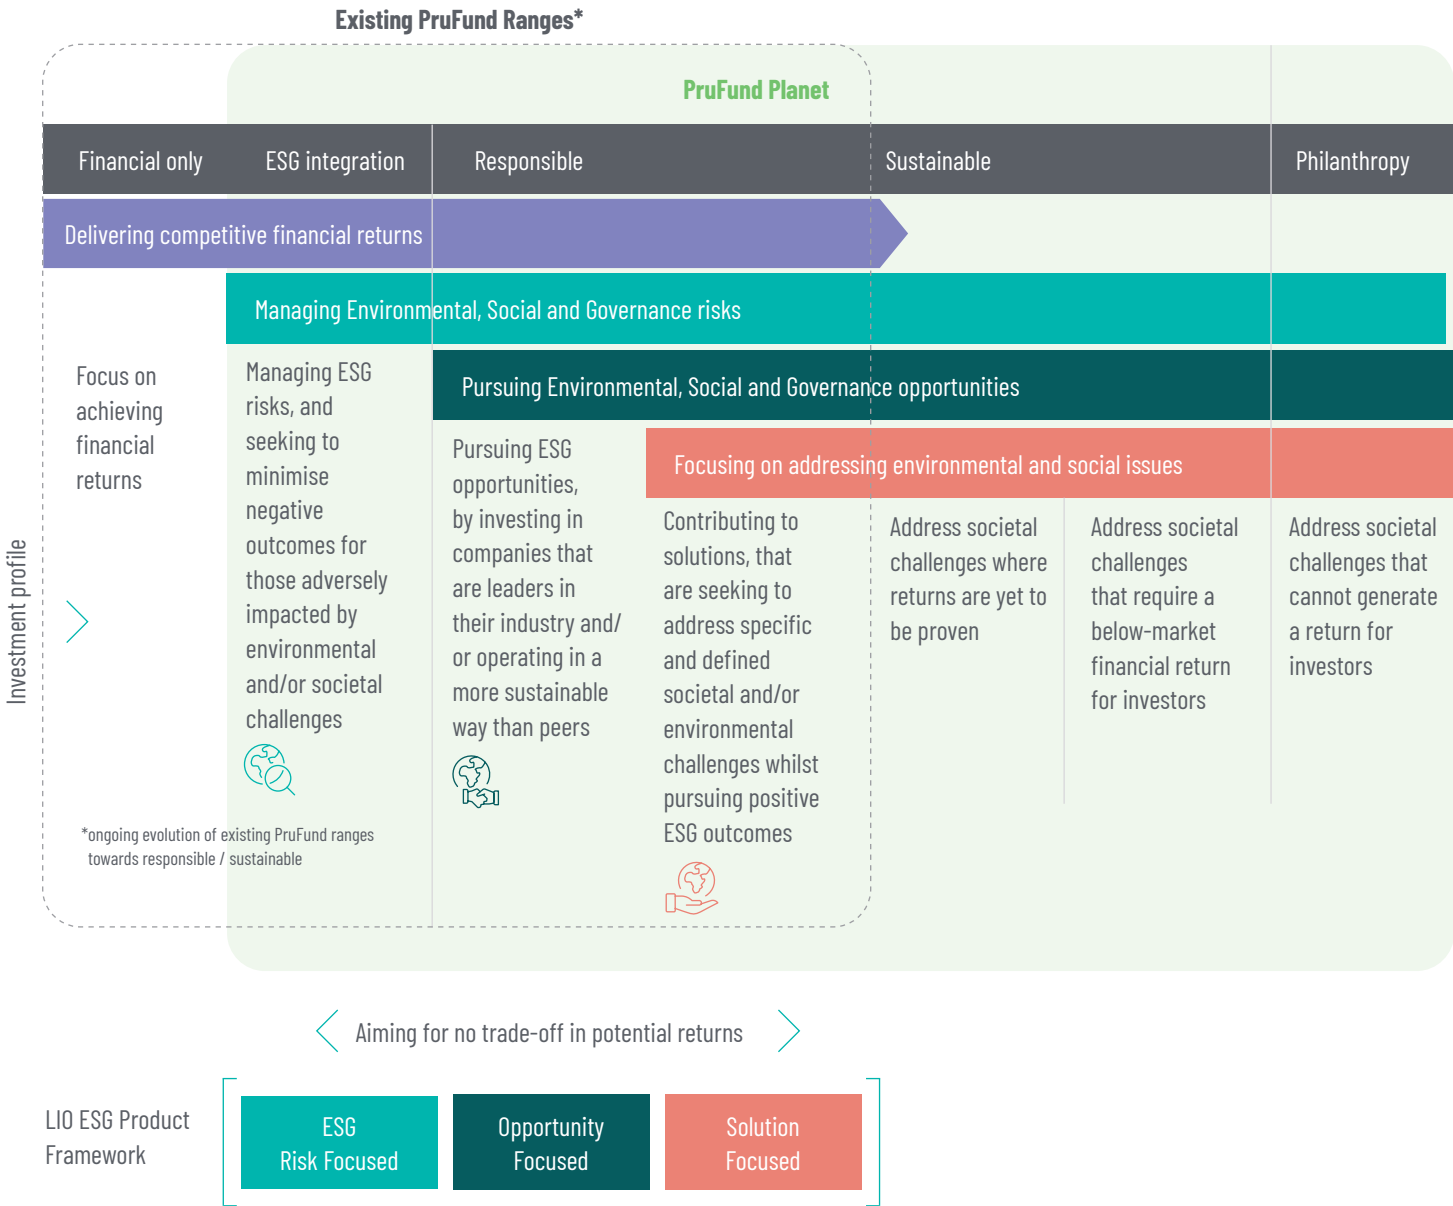 Existing PruFund Ranges*
PruFund Planet
Financial only
ESG integration
Responsible
Sustainable
Philanthropy
Delivering competitive financial returns
Managing Environmental, Social and Governance risks
Pursuing Environmental, Social and Governance opportunities
Focusing on addressing environmental and social issues
Investment profile
Focus on
achieving
financial
returns
Managing ESG
risks, and
seeking to
minimise
negative
outcomes for
those adversely
impacted by
environmental
and/or societal
challenges
Pursuing ESG
opportunities,
by investing in
companies that
are leaders in
their industry and/
or operating in a
more sustainable
way than peers
Contributing to
solutions, that
are seeking to
address specific
and defined
societal and/or
environmental
challenges whilst
pursuing positive
ESG outcomes
Address societal
challenges where
returns are yet to
be proven
Address societal
challenges
that require a
below-market
financial return
for investors
Address societal
challenges that
cannot generate
a return for
investors
*ongoing evolution of existing PruFund ranges
towards responsible / sustainable
Aiming for no trade-off in potential returns
LIO ESG Product
Framework
ESG
Risk Focused
Opportunity
Focused
Solution
Focused